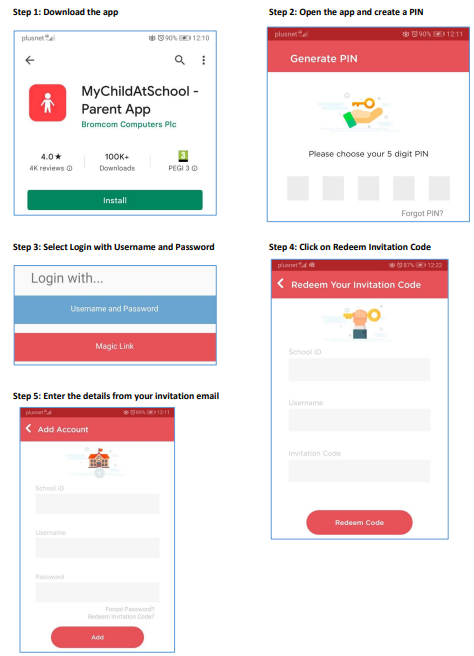 Step 1: Download the app
plusnet 90% 12:10
MyChildAtSchool -
Parent App
Bromcom Computers Plc
4.0★
4K reviews
100K+
Downloads
3
PEGI 3
Install
Step 2: Open the app and create a PIN
plusnet 90% 12:11
Generate PIN
Please choose your 5 digit PIN
Forgot PIN?
Step 3: Select Login with Username and Password
Login with...
Username and Password
Magic Link
Step 4: Click on Redeem Invitation Code
plusnet 87% 12:22
Redeem Your Invitation Code
School ID
Username
Invitation Code
Redeem Code
Step 5: Enter the details from your invitation email
plusnet 12:11
Add Account
School ID
Username
Password
Forgot Password?
Redeem Invitation Code?
Add